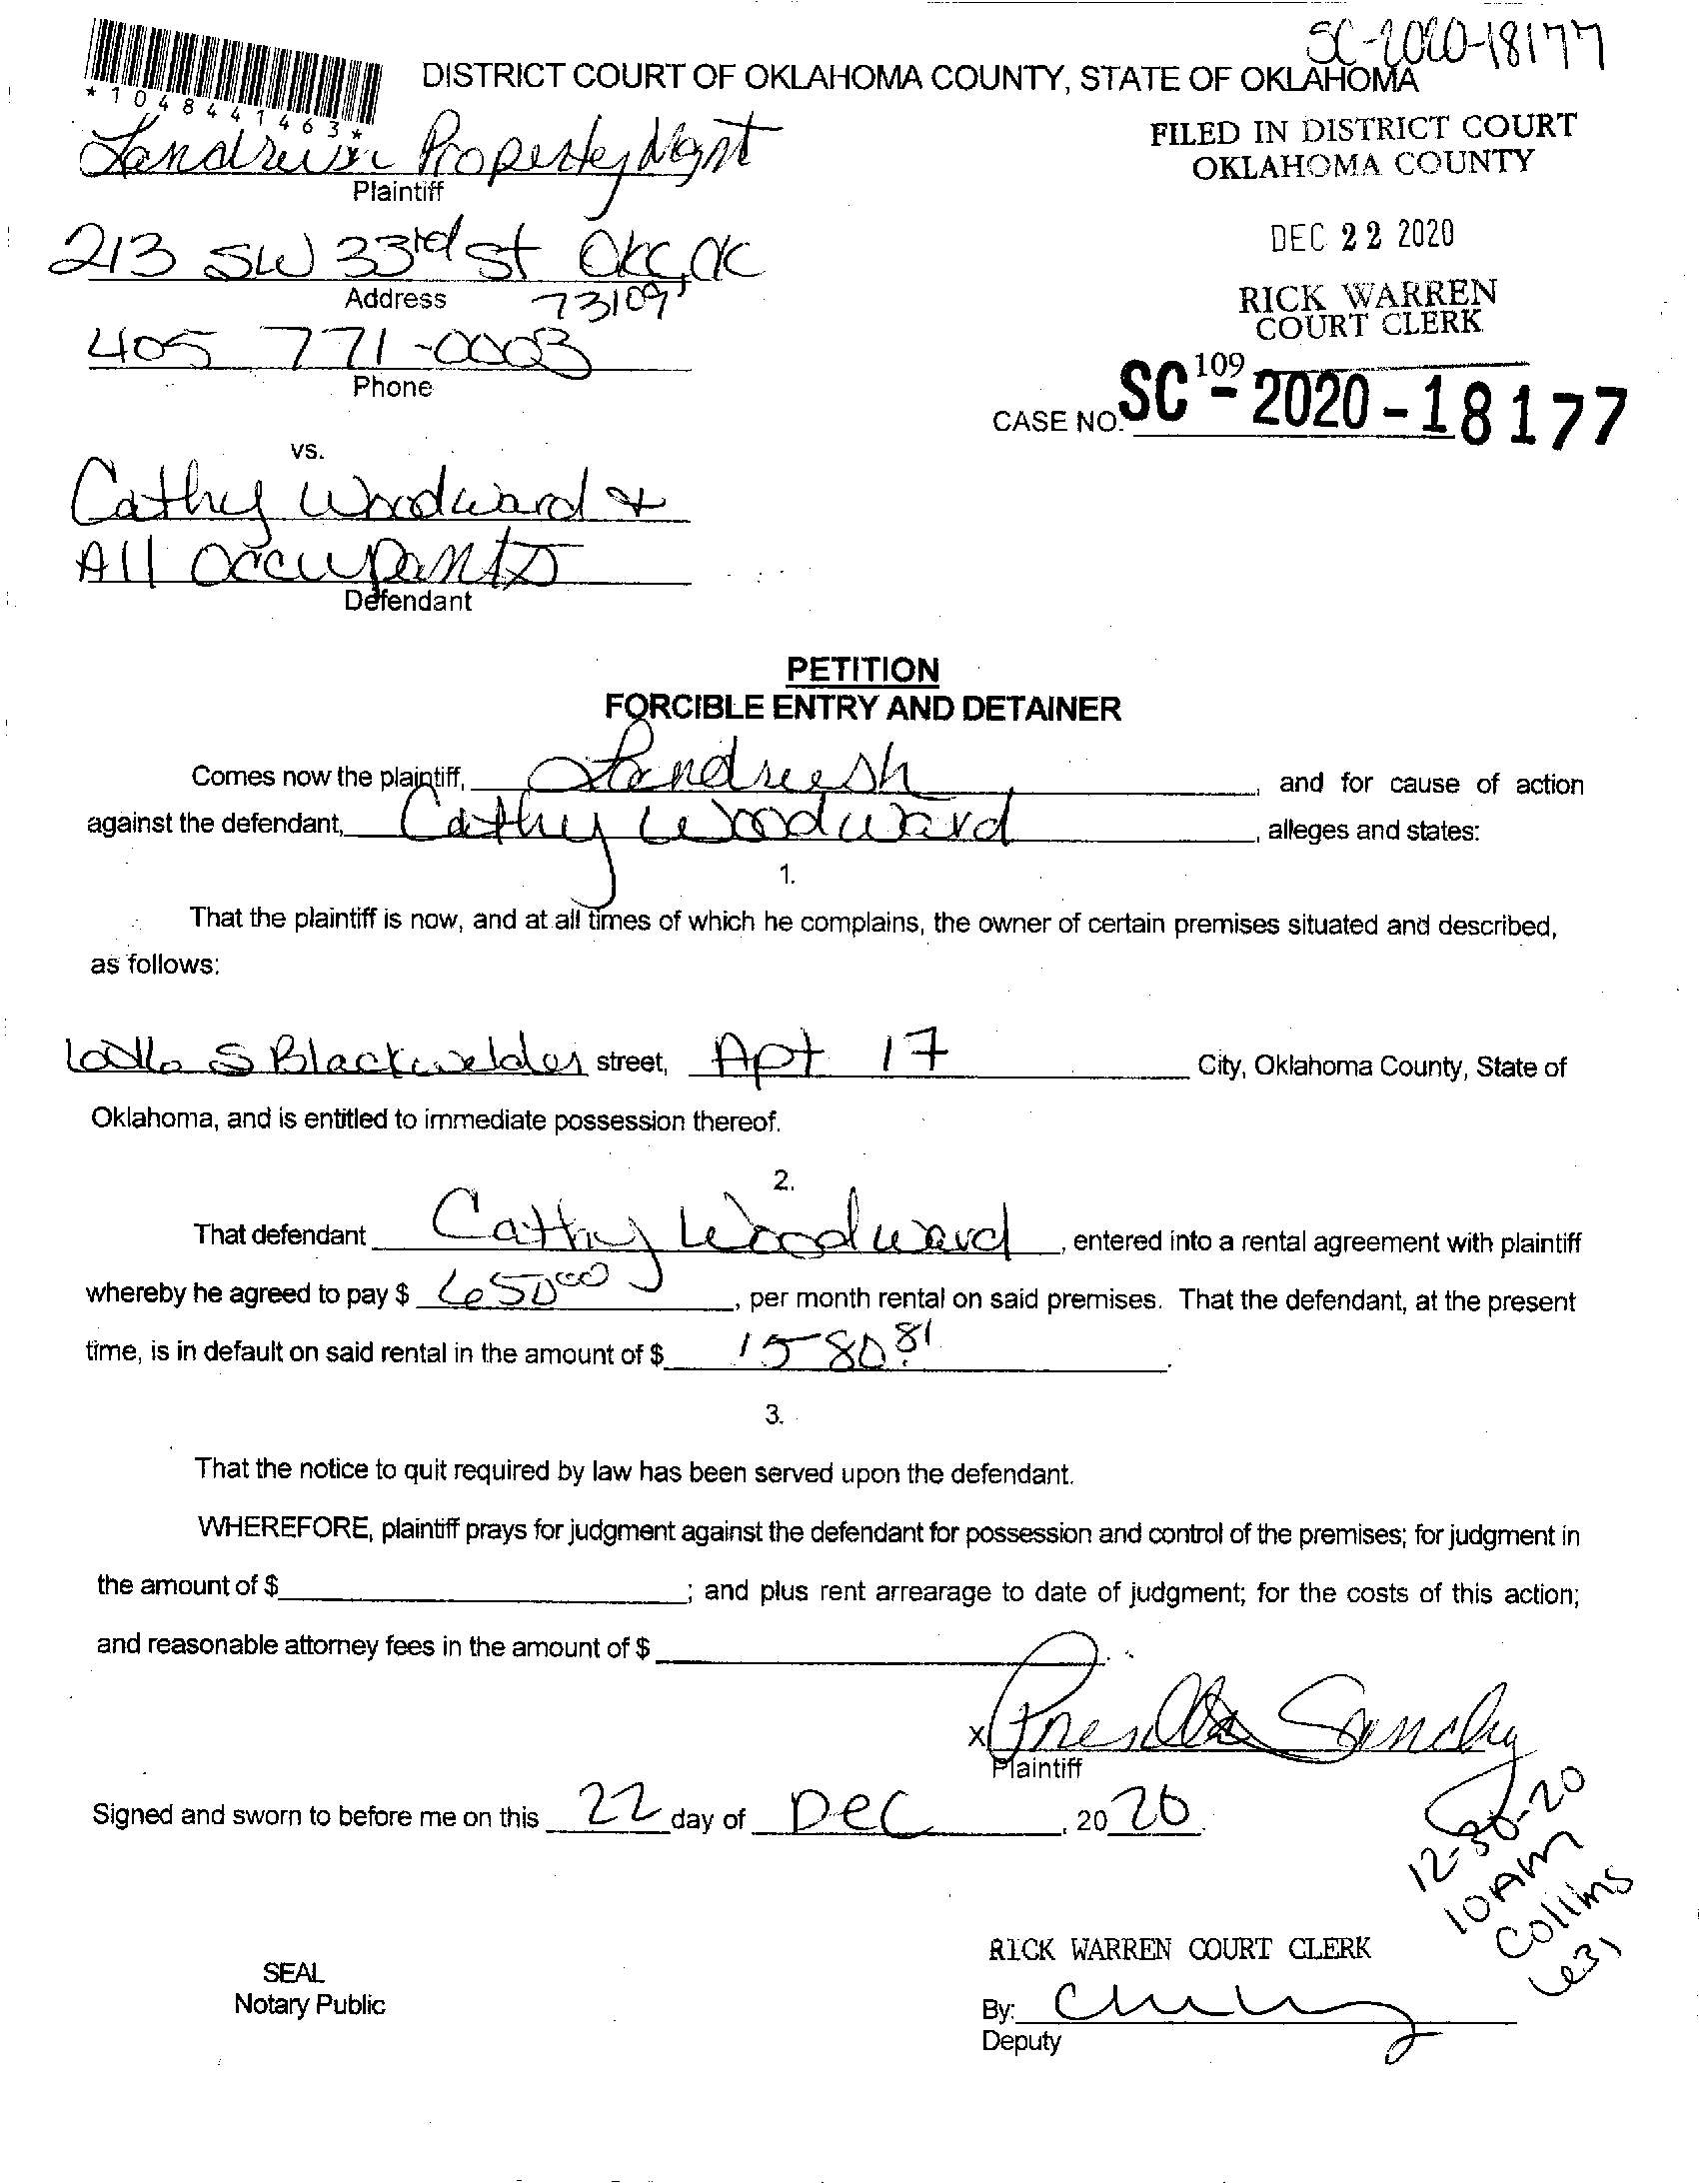 SC-2020-18177
*1048441463*
DISTRICT COURT OF OKLAHOMA COUNTY, STATE OF OKLAHOMA
FILED IN DISTRICT COURT
OKLAHOMA COUNTY
Property Mgnt
Plaintiff
DEC 22 2020
213 SW 33rd st OKC, OK
73109
Address
RICK WARREN
COURT CLERK
405 771-0003
Phone
109
CASE NO. SC-2020-18177
vs.
Cathy Woodward &
All Occupants
Defendant
PETITION
FORCIBLE ENTRY AND DETAINER
Comes now the plaintiff, Landreesh, and for cause of action
against the defendant, Cathy Woodward, alleges and states:
1.
That the plaintiff is now, and at all times of which he complains, the owner of certain premises situated and described,
as follows:
S Blackwelder street, Apt 17 City, Oklahoma County, State of
Oklahoma, and is entitled to immediate possession thereof.
2.
That defendant Cathy Woodward, entered into a rental agreement with plaintiff
whereby he agreed to pay $ 650.00, per month rental on said premises. That the defendant, at the present
time, is in default on said rental in the amount of $ 1580.81.
3.
That the notice to quit required by law has been served upon the defendant.
WHEREFORE, plaintiff prays for judgment against the defendant for possession and control of the premises; for judgment in
the amount of $ ; and plus rent arrearage to date of judgment; for the costs of this action;
and reasonable attorney fees in the amount of $ .
X
Plaintiff
Signed and sworn to before me on this 22 day of Dec, 2020.
12-30-20
10AM
Collins
RICK WARREN COURT CLERK
SEAL
Notary Public
By:
Deputy